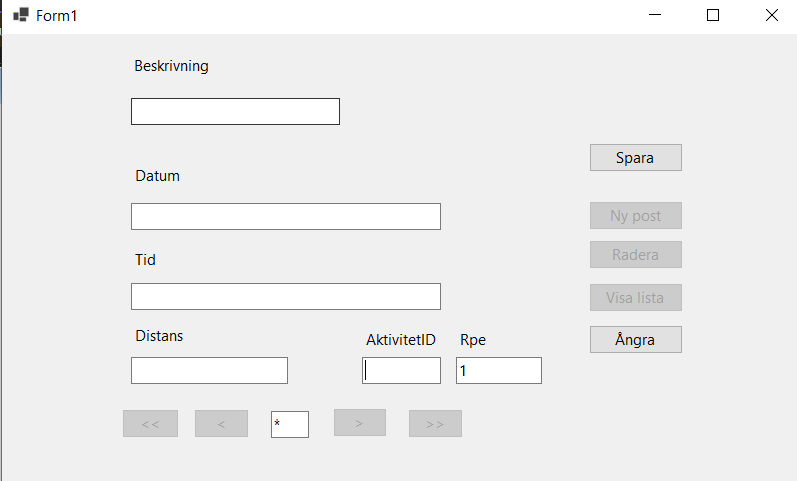 Form1
Beskrivning
Spara
Datum
Ny post
Radera
Tid
Visa lista
Distans
AktivitetID
Rpe
Ångra
1
<<
<
*
>
>>